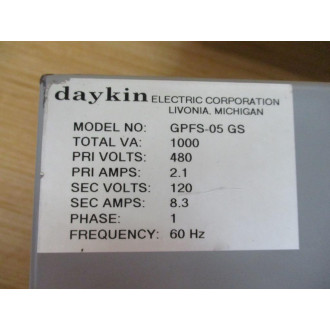 daykin ELECTRIC CORPORATION
LIVONIA, MICHIGAN
MODEL NO: GPFS-05 GS
TOTAL VA: 1000
PRI VOLTS: 480
PRI AMPS: 2.1
SEC VOLTS: 120
SEC AMPS: 8.3
PHASE: 1
FREQUENCY: 60 Hz